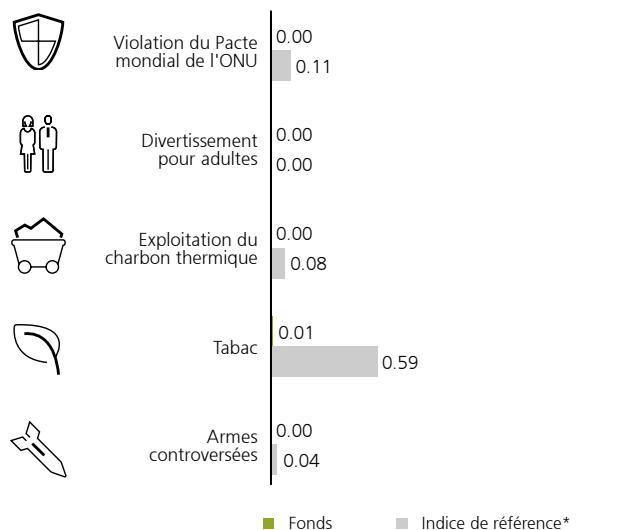 Violation du Pacte
mondial de l'ONU
0.00
0.11
Divertissement
pour adultes
0.00
0.00
Exploitation du
charbon thermique
0.00
0.08
Tabac
0.01
0.59
Armes
controversées
0.00
0.04
Fonds Indice de référence*